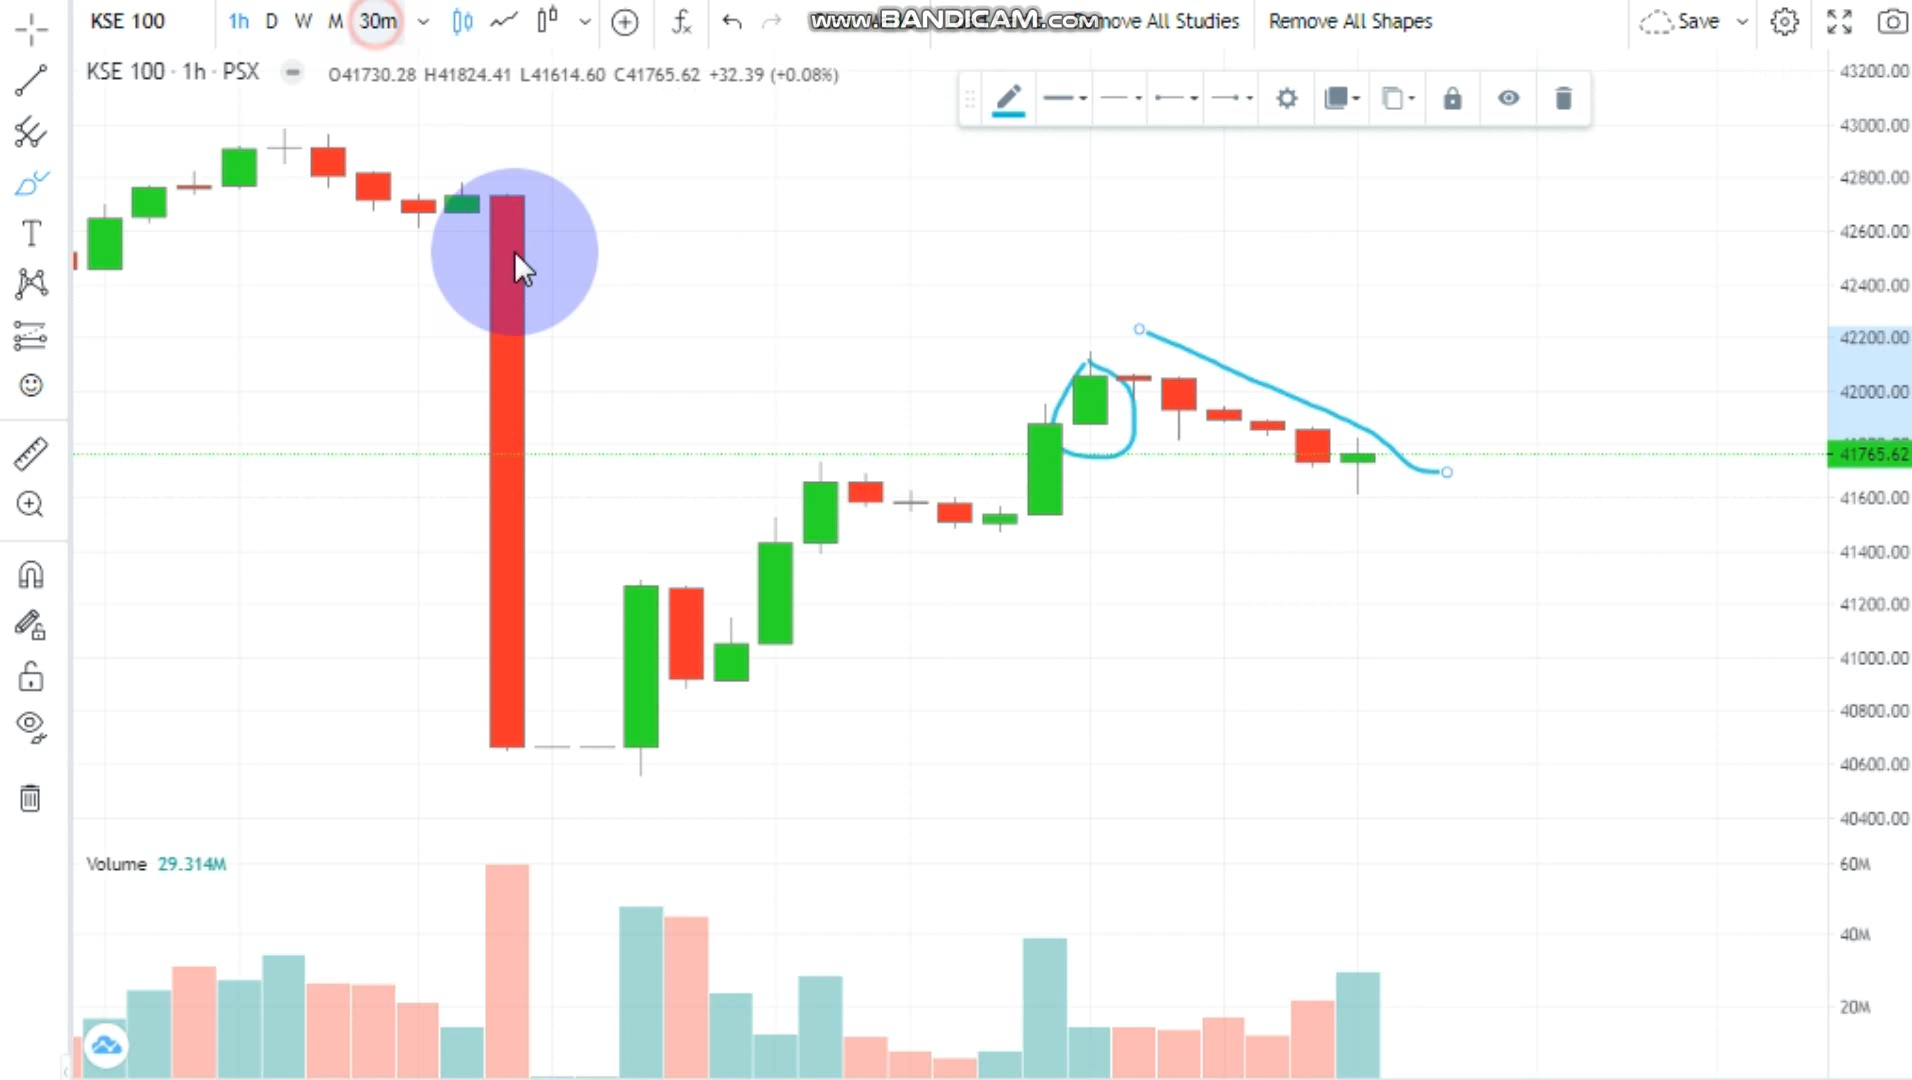 KSE 100 1h D W M 30m www.BANDICAM.com Remove All Studies Remove All Shapes Save
KSE 100 · 1h · PSX O41730.28 H41824.41 L41614.60 C41765.62 +32.39 (+0.08%)
43200.00
43000.00
42800.00
42600.00
42400.00
42200.00
42000.00
41765.62
41600.00
41400.00
41200.00
41000.00
40800.00
40600.00
40400.00
Volume 29.314M
60M
40M
20M